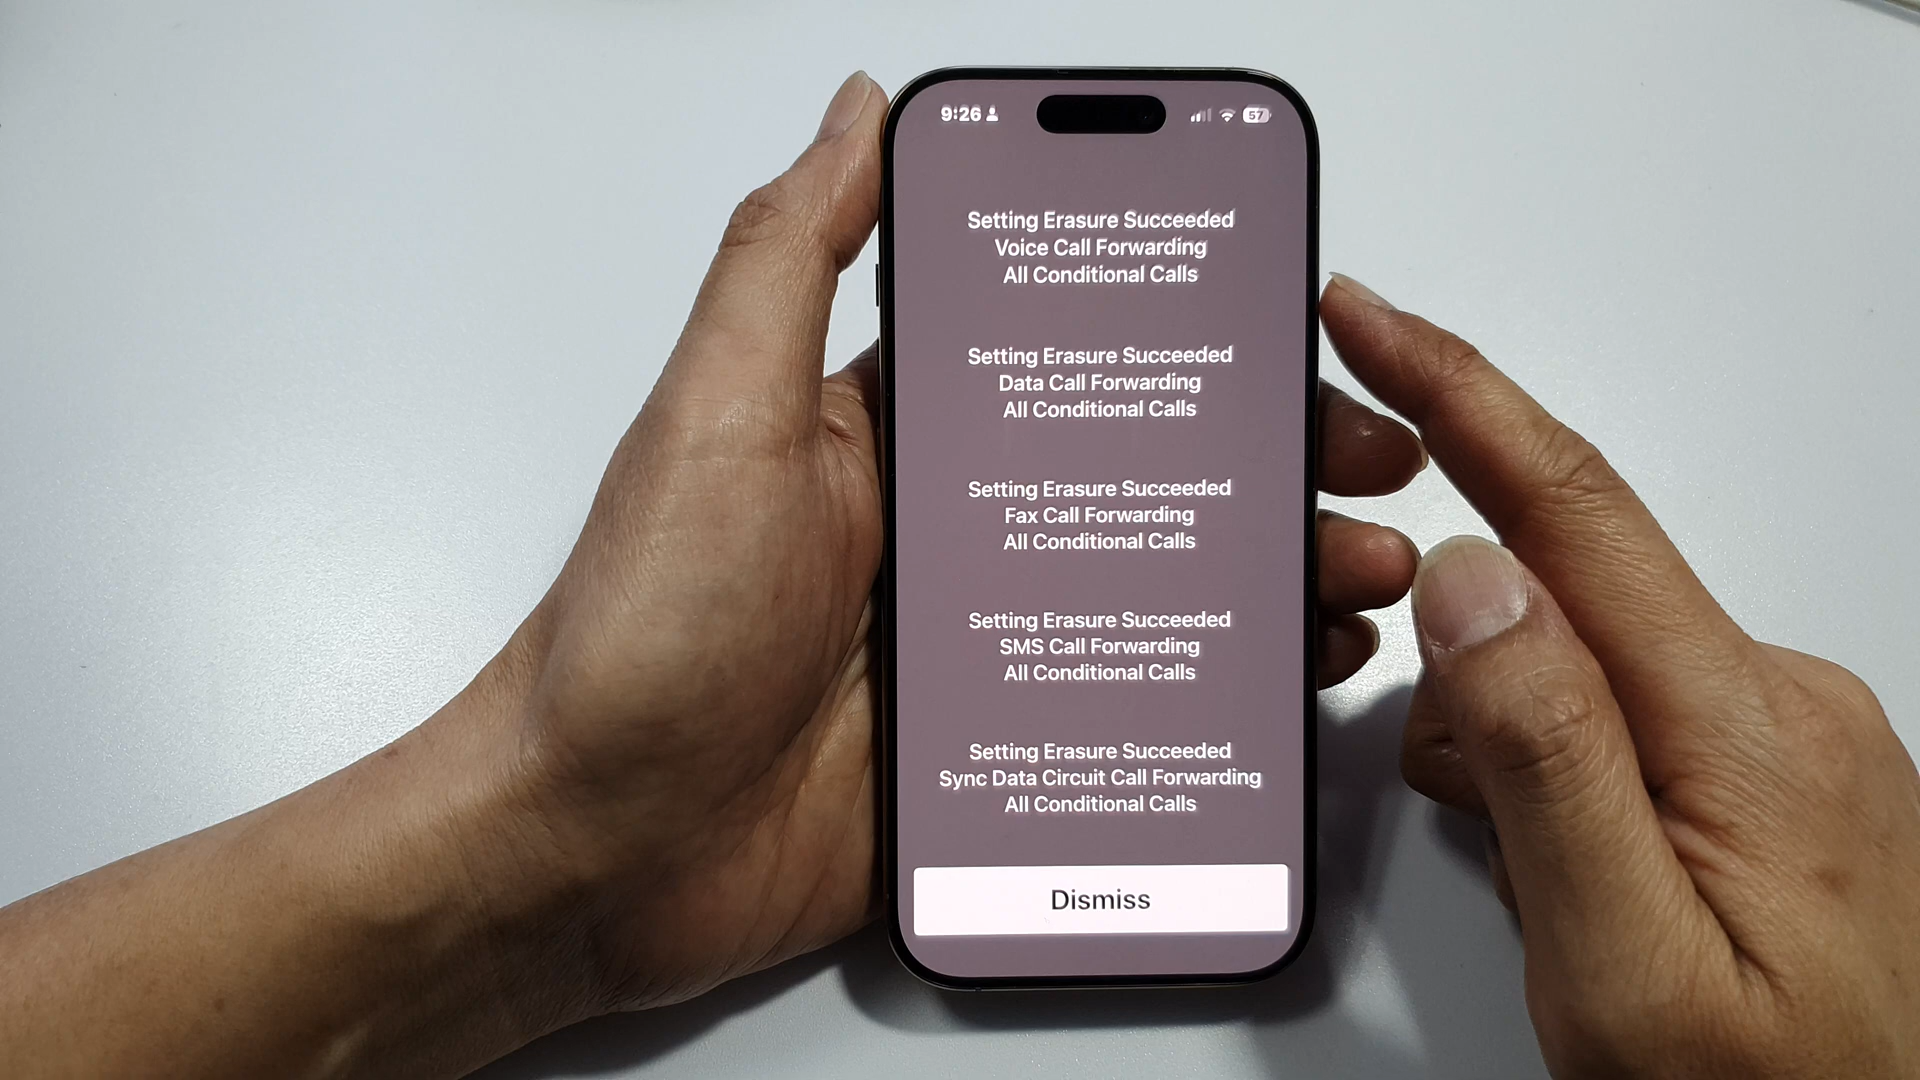 9:26
57
Setting Erasure Succeeded
Voice Call Forwarding
All Conditional Calls
Setting Erasure Succeeded
Data Call Forwarding
All Conditional Calls
Setting Erasure Succeeded
Fax Call Forwarding
All Conditional Calls
Setting Erasure Succeeded
SMS Call Forwarding
All Conditional Calls
Setting Erasure Succeeded
Sync Data Circuit Call Forwarding
All Conditional Calls
Dismiss